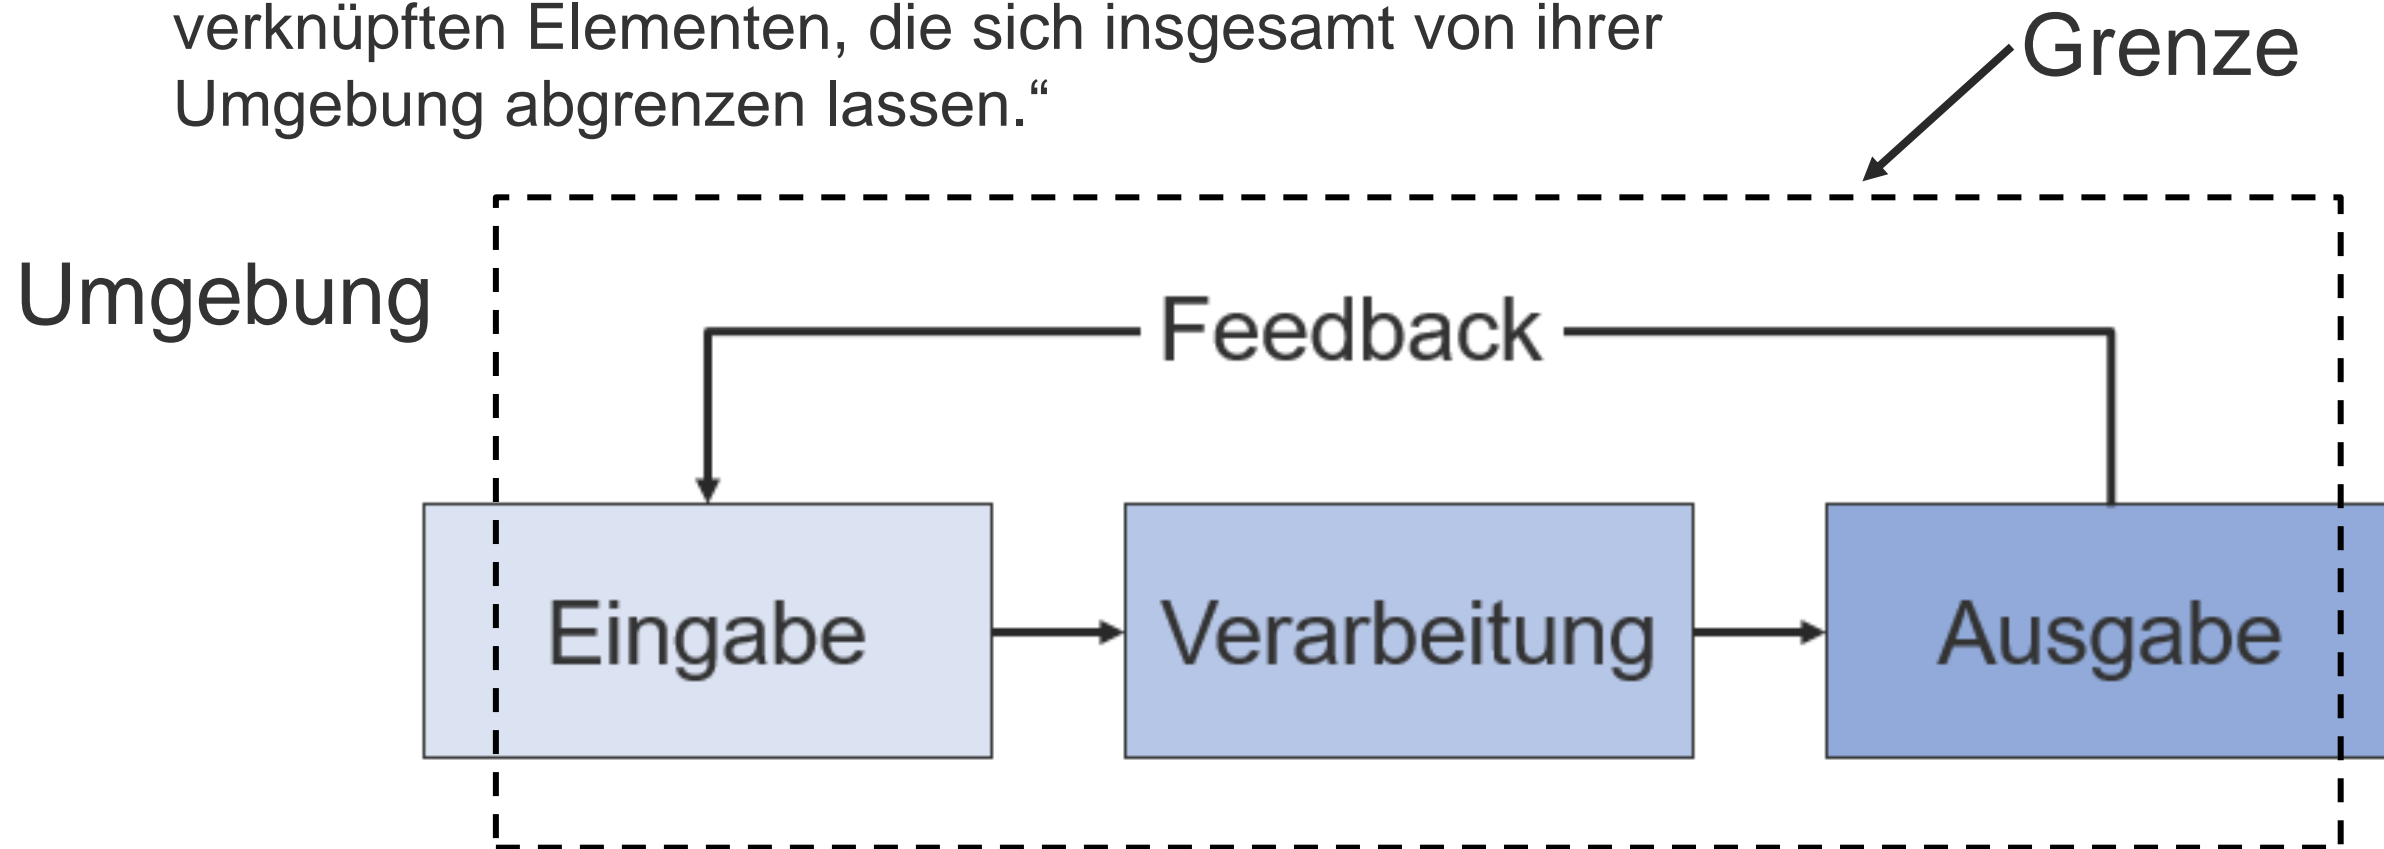 verknüpften Elementen, die sich insgesamt von ihrer
Umgebung abgrenzen lassen.“
Grenze
Umgebung
Feedback
Eingabe
Verarbeitung
Ausgabe